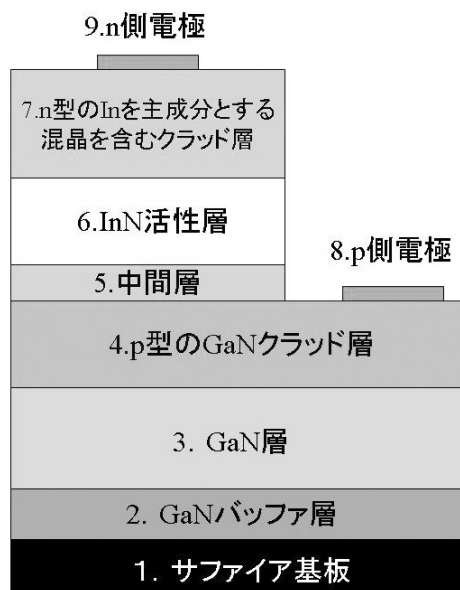 9.n側電極
7.n型のInを主成分とする
混晶を含むクラッド層
6.InN活性層
8.p側電極
5.中間層
4.p型のGaNクラッド層
3. GaN層
2. GaNバッファ層
1. サファイア基板